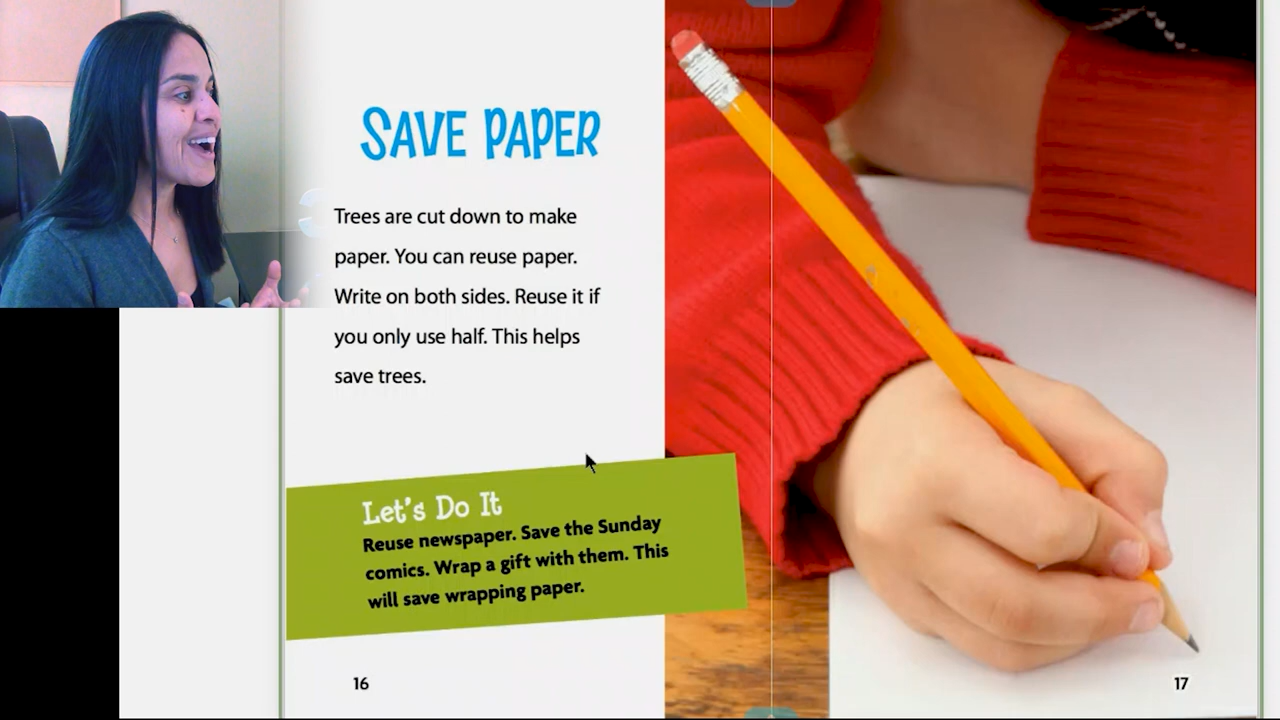 SAVE PAPER
Trees are cut down to make
paper. You can reuse paper.
Write on both sides. Reuse it if
you only use half. This helps
save trees.
Let's Do It
Reuse newspaper. Save the Sunday
comics. Wrap a gift with them. This
will save wrapping paper.
16
17